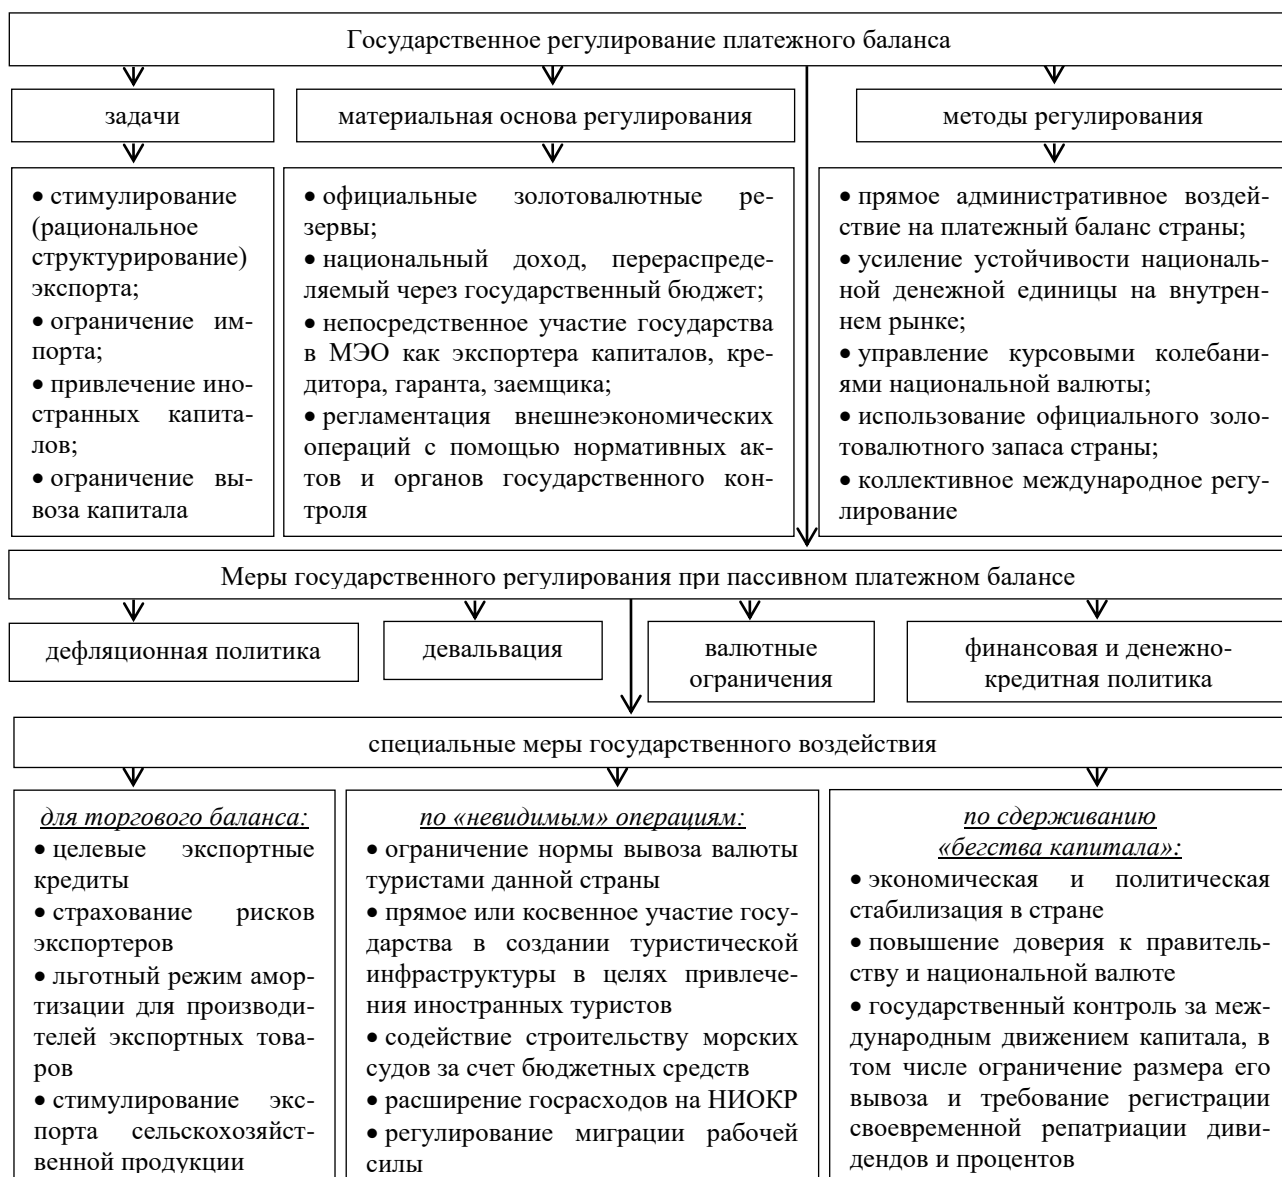 Государственное регулирование платежного баланса
задачи
материальная основа регулирования
методы регулирования
• стимулирование
(рациональное
структурирование)
экспорта;
• ограничение им-
порта;
• привлечение ино-
странных капита-
лов;
• ограничение вы-
воза капитала
• официальные золотовалютные ре-
зервы;
• национальный доход, перераспреде-
ляемый через государственный бюджет;
• непосредственное участие государства
в МЭО как экспортера капиталов, кре-
дитора, гаранта, заемщика;
• регламентация внешнеэкономических
операций с помощью нормативных ак-
тов и органов государственного кон-
троля
• прямое административное воздей-
ствие на платежный баланс страны;
• усиление устойчивости националь-
ной денежной единицы на внутрен-
нем рынке;
• управление курсовыми колебани-
ями национальной валюты;
• использование официального золо-
товалютного запаса страны;
• коллективное международное регу-
лирование
Меры государственного регулирования при пассивном платежном балансе
дефляционная политика
девальвация
валютные
ограничения
финансовая и денежно-
кредитная политика
специальные меры государственного воздействия
для торгового баланса:
• целевые экспортные
кредиты
• страхование рисков
экспортеров
• льготный режим амор-
тизации для производи-
телей экспортных това-
ров
• стимулирование экс-
порта сельскохозяйст-
венной продукции
по «невидимым» операциям:
• ограничение нормы вывоза валюты
туристами данной страны
• прямое или косвенное участие госу-
дарства в создании туристической
инфраструктуры в целях привлече-
ния иностранных туристов
• содействие строительству морских
судов за счет бюджетных средств
• расширение госрасходов на НИОКР
• регулирование миграции рабочей
силы
по сдерживанию
«бегства капитала»:
• экономическая и политическая
стабилизация в стране
• повышение доверия к правитель-
ству и национальной валюте
• государственный контроль за меж-
дународным движением капитала, в
том числе ограничение размера его
вывоза и требование регистрации
своевременной репатриации диви-
дендов и процентов